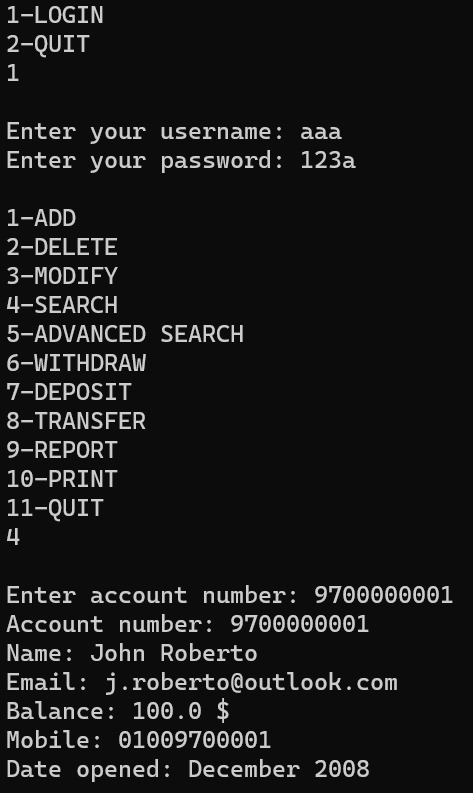 1-LOGIN
2-QUIT
1
Enter your username: aaa
Enter your password: 123a
1-ADD
2-DELETE
3-MODIFY
4-SEARCH
5-ADVANCED SEARCH
6-WITHDRAW
7-DEPOSIT
8-TRANSFER
9-REPORT
10-PRINT
11-QUIT
4
Enter account number: 9700000001
Account number: 9700000001
Name: John Roberto
Email: j.roberto@outlook.com
Balance: 100.0 $
Mobile: 01009700001
Date opened: December 2008